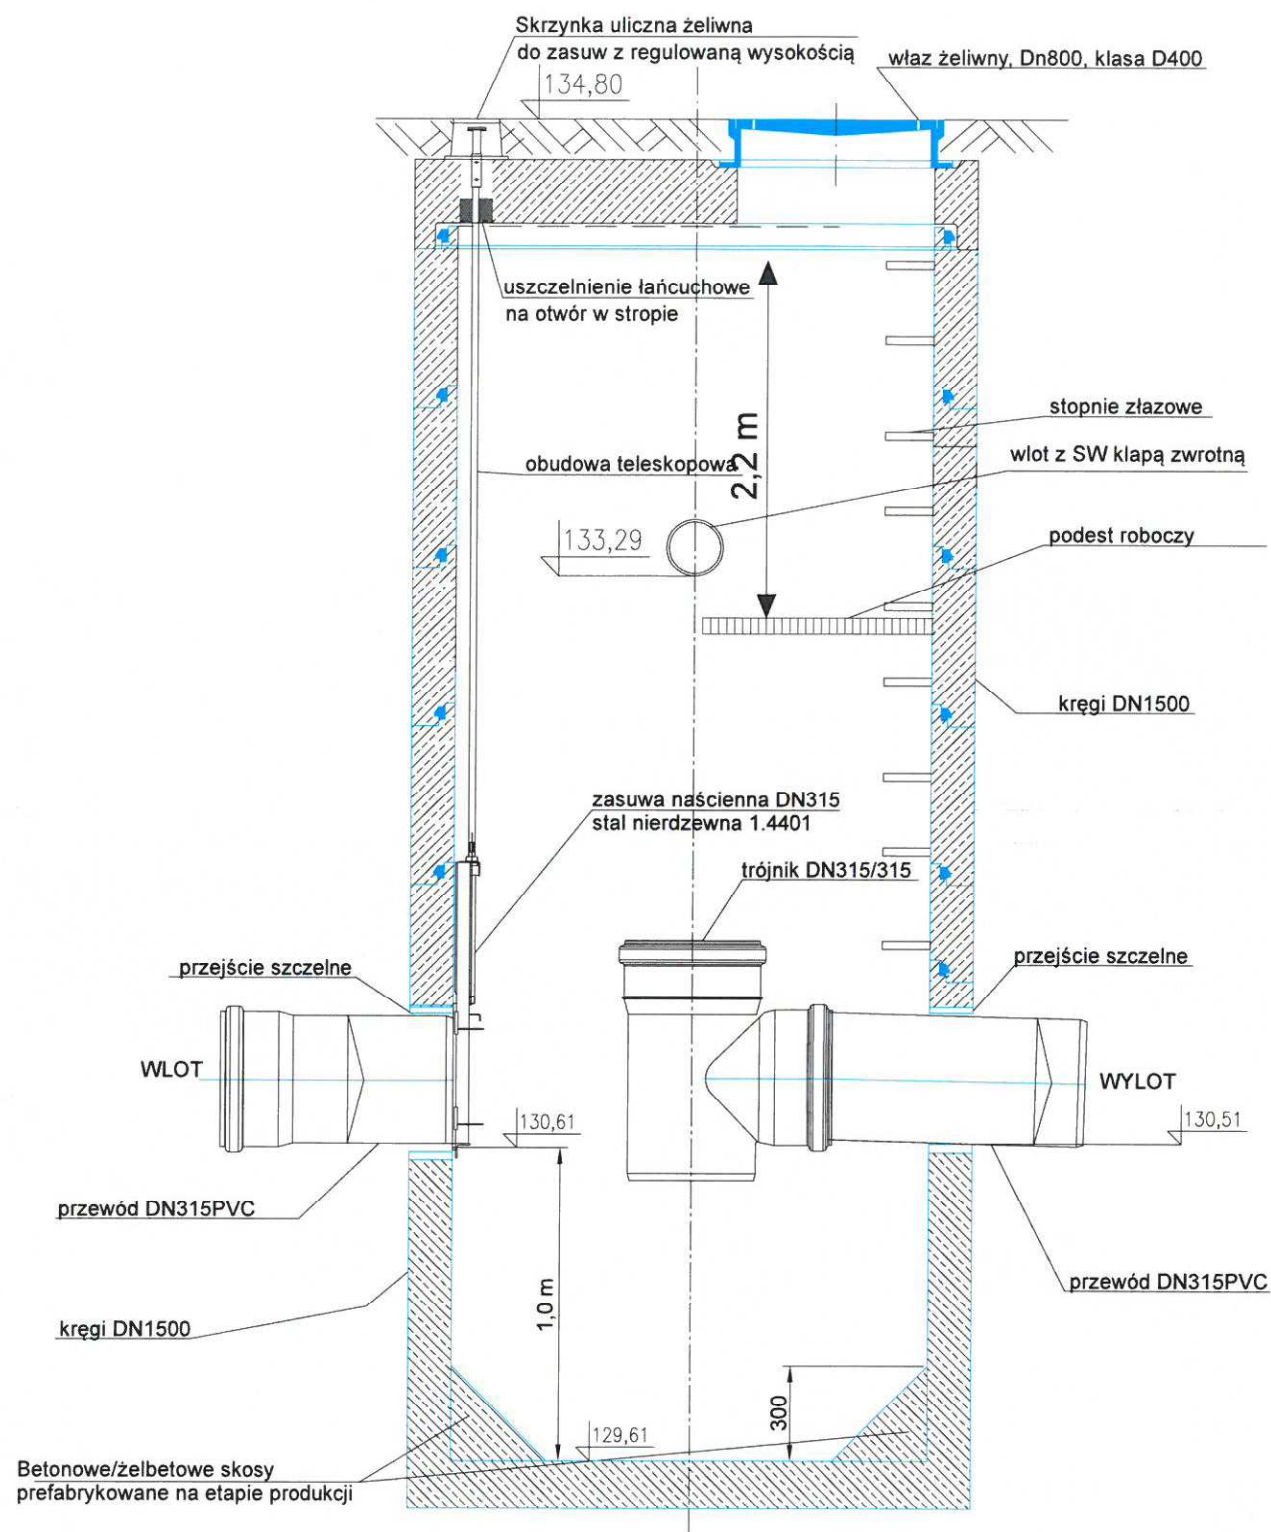 Skrzynka uliczna żeliwna
do zasuw z regulowaną wysokością
właz żeliwny, Dn800, klasa D400
134,80
uszczelnienie łańcuchowe
na otwór w stropie
2,2 m
stopnie złazowe
obudowa teleskopowa
wlot z SW klapą zwrotną
133,29
podest roboczy
kręgi DN1500
zasuwa naścienna DN315
stal nierdzewna 1.4401
trójnik DN315/315
przejście szczelne
przejście szczelne
WLOT
WYLOT
130,61
130,51
przewód DN315PVC
przewód DN315PVC
1,0 m
kręgi DN1500
300
129,61
Betonowe/żelbetowe skosy
prefabrykowane na etapie produkcji